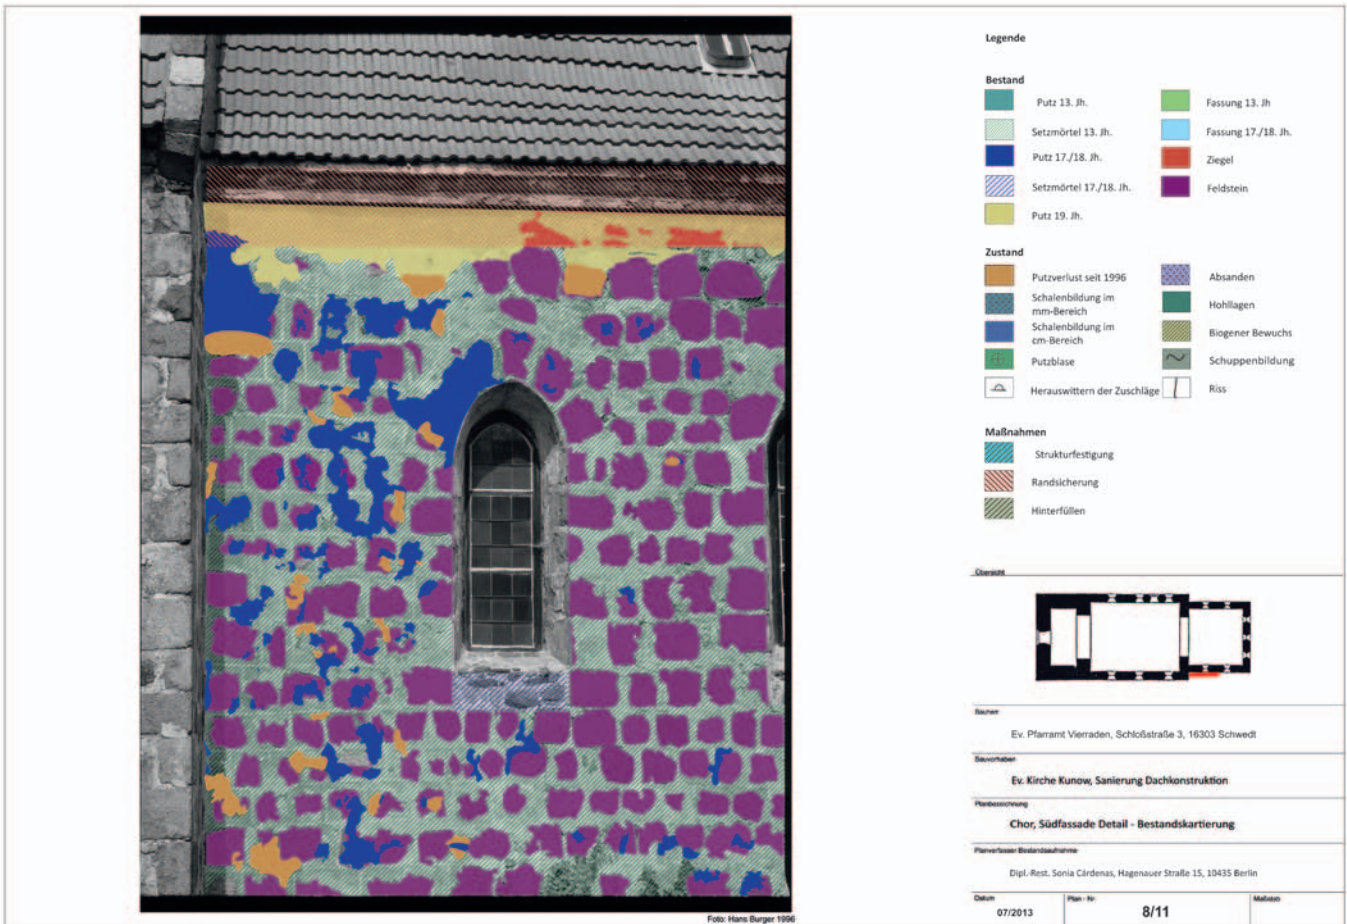 Legende
Bestand
Putz 13. Jh.
Fassung 13. Jh
Setzmörtel 13. Jh.
Fassung 17./18. Jh.
Putz 17./18. Jh.
Ziegel
Setzmörtel 17./18. Jh.
Feldstein
Putz 19. Jh.
Zustand
Putzverlust seit 1996
Absanden
Schalenbildung im
mm-Bereich
Hohllagen
Schalenbildung im
cm-Bereich
Biogener Bewuchs
Putzblase
Schuppenbildung
Herauswittern der Zuschläge
Riss
Maßnahmen
Strukturfestigung
Randsicherung
Hinterfüllen
Übersicht
Bauherr
Ev. Pfarramt Vierraden, Schloßstraße 3, 16303 Schwedt
Bauvorhaben
Ev. Kirche Kunow, Sanierung Dachkonstruktion
Planbezeichnung
Chor, Südfassade Detail - Bestandskartierung
Planverfasser Bestandsaufnahme
Dipl.-Rest. Sonia Cárdenas, Hagenauer Straße 15, 10435 Berlin
Datum
Plan - Nr.
Maßstab
07/2013
8/11
Foto: Hans Burger 1996